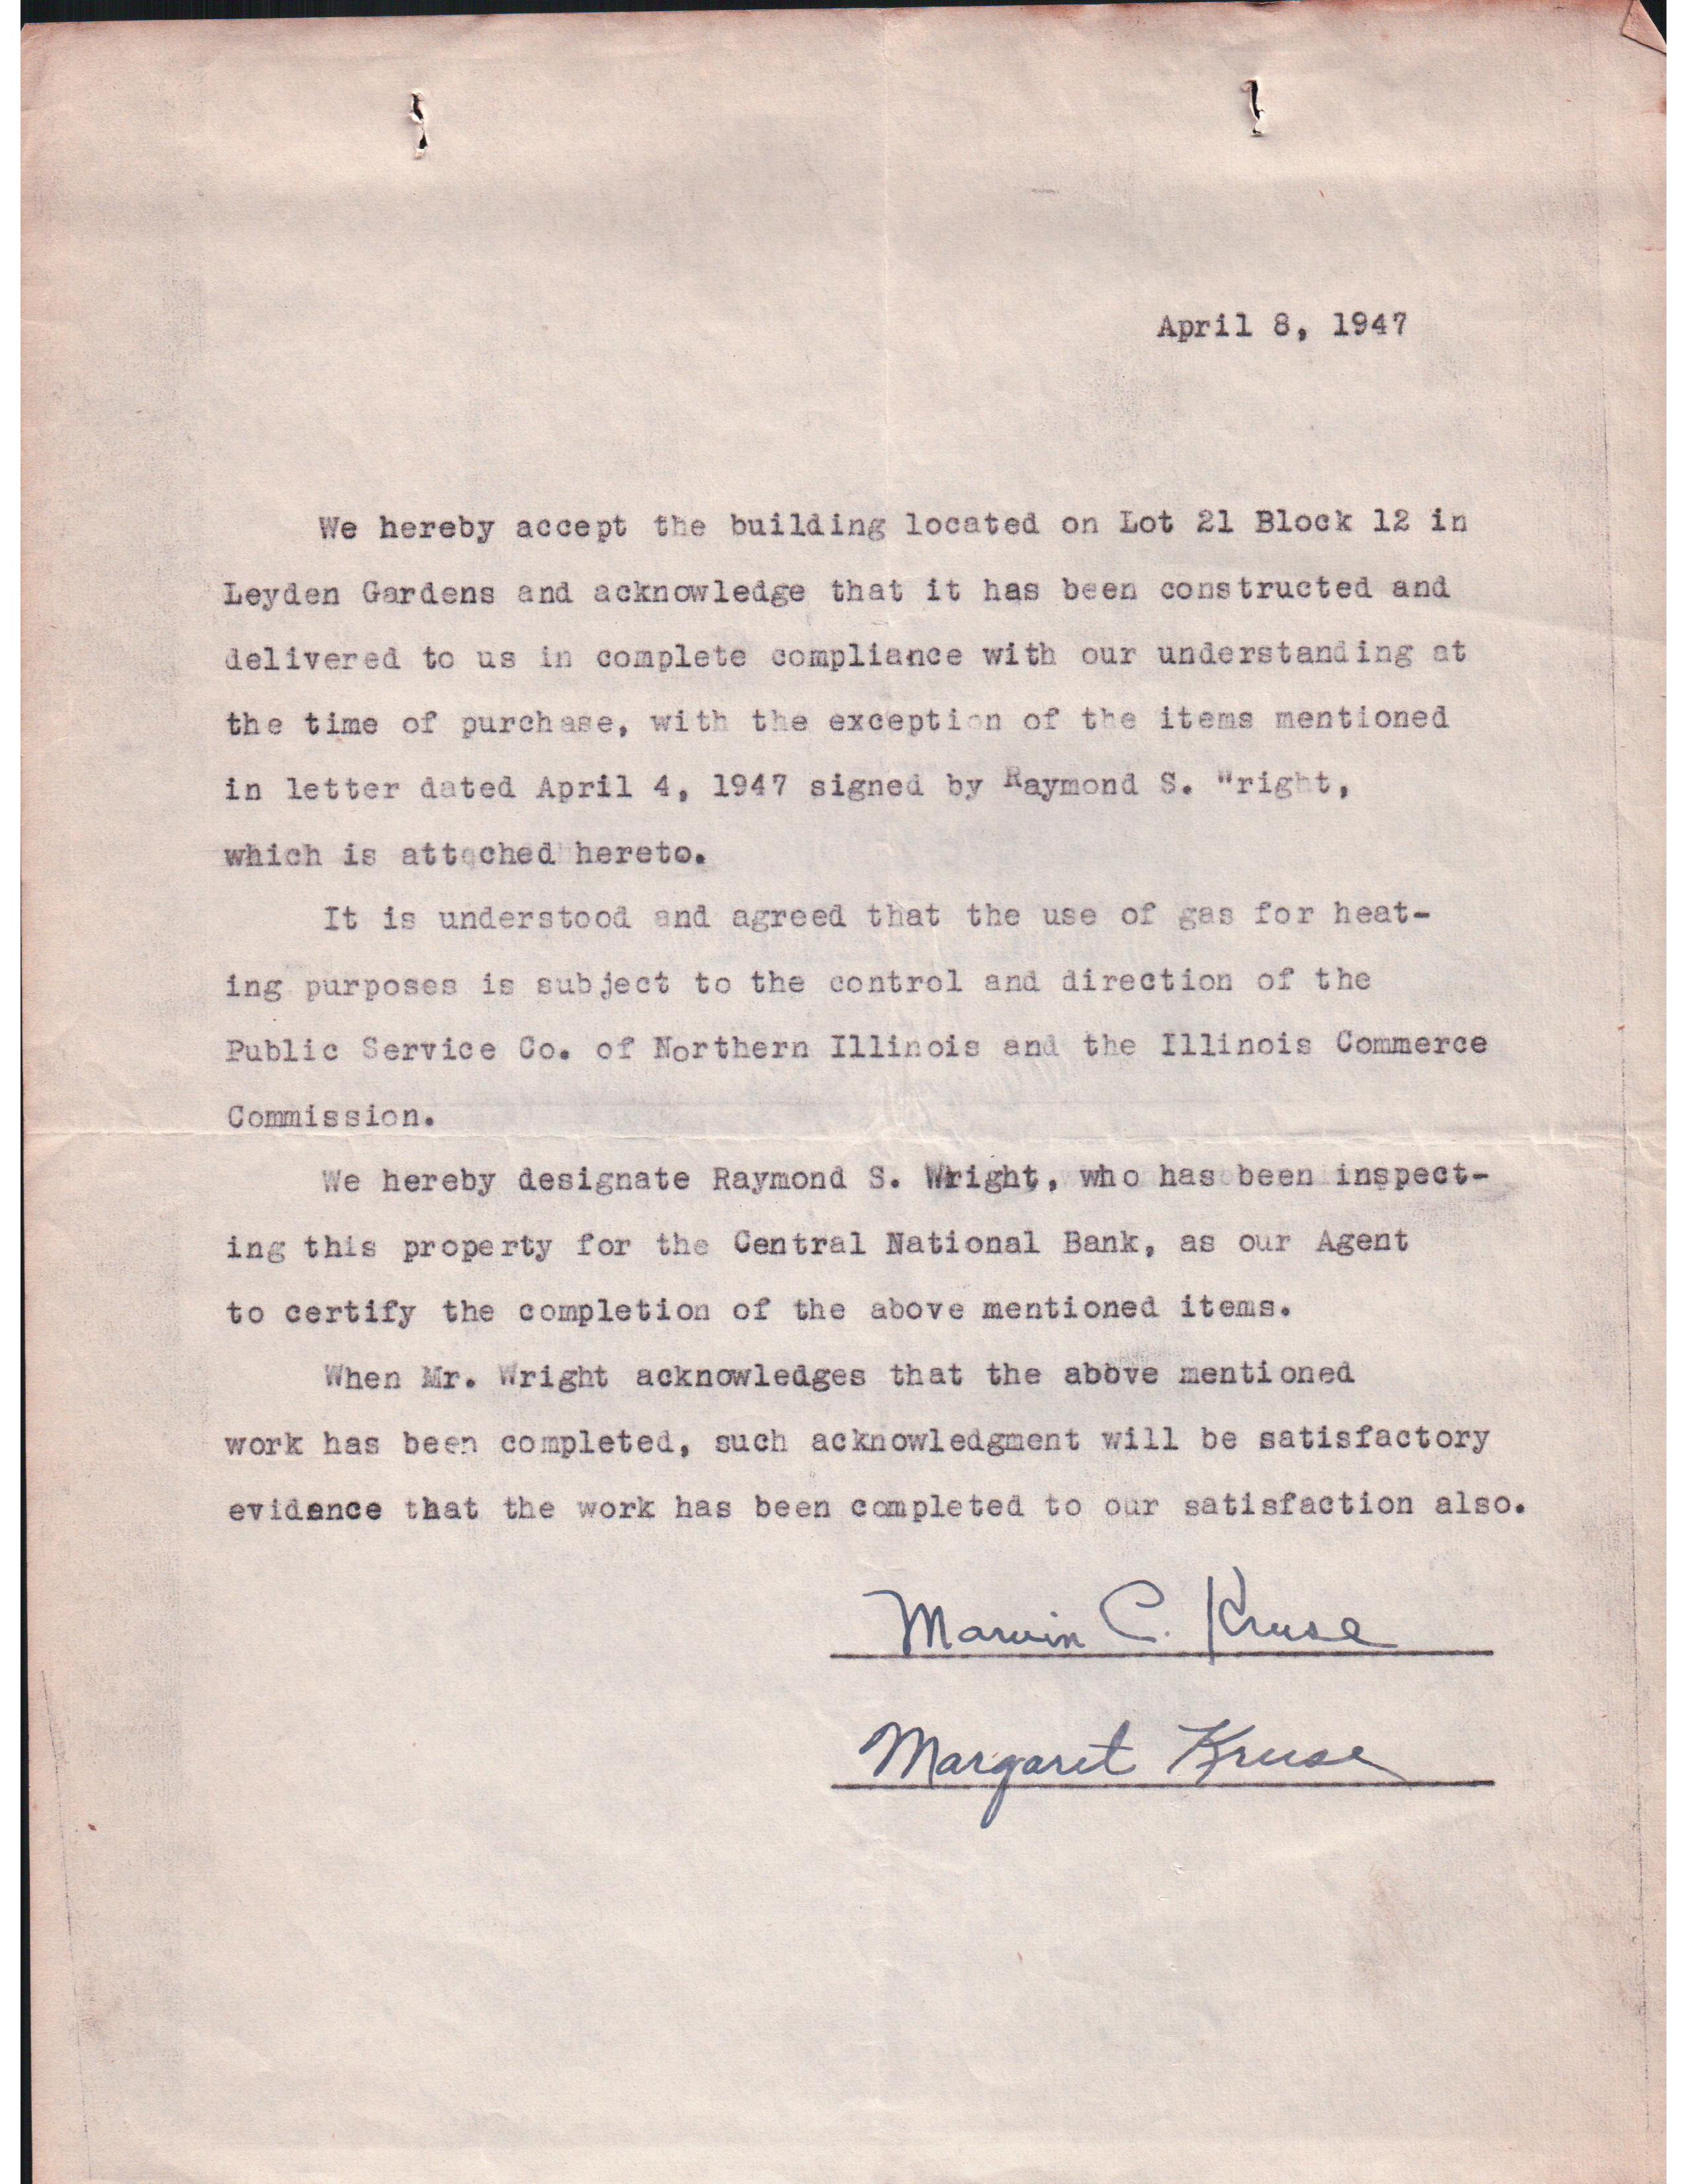 April 8, 1947
We hereby accept the building located on Lot 21 Block 12 in
Leyden Gardens and acknowledge that it has been constructed and
delivered to us in complete compliance with our understanding at
the time of purchase, with the exception of the items mentioned
in letter dated April 4, 1947 signed by Raymond S. "right,
which is attached hereto.
It is understood and agreed that the use of gas for heat-
ing purposes is subject to the control and direction of the
Public Service Co. of Northern Illinois and the Illinois Commerce
Commission.
We hereby designate Raymond S. Wright, who has been inspect-
ing this property for the Central National Bank, as our Agent
to certify the completion of the above mentioned items.
When Mr. Wright acknowledges that the above mentioned
work has been completed, such acknowledgment will be satisfactory
evidence that the work has been completed to our satisfaction also.
Marvin C. Kruse
Margaret Kruse